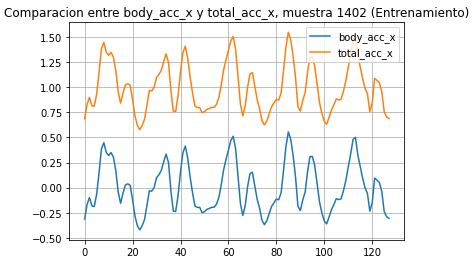 Comparacion entre body_acc_x y total_acc_x, muestra 1402 (Entrenamiento)
body_acc_x
total_acc_x
1.50
1.25
1.00
0.75
0.50
0.25
0.00
−0.25
−0.50
0 20 40 60 80 100 120